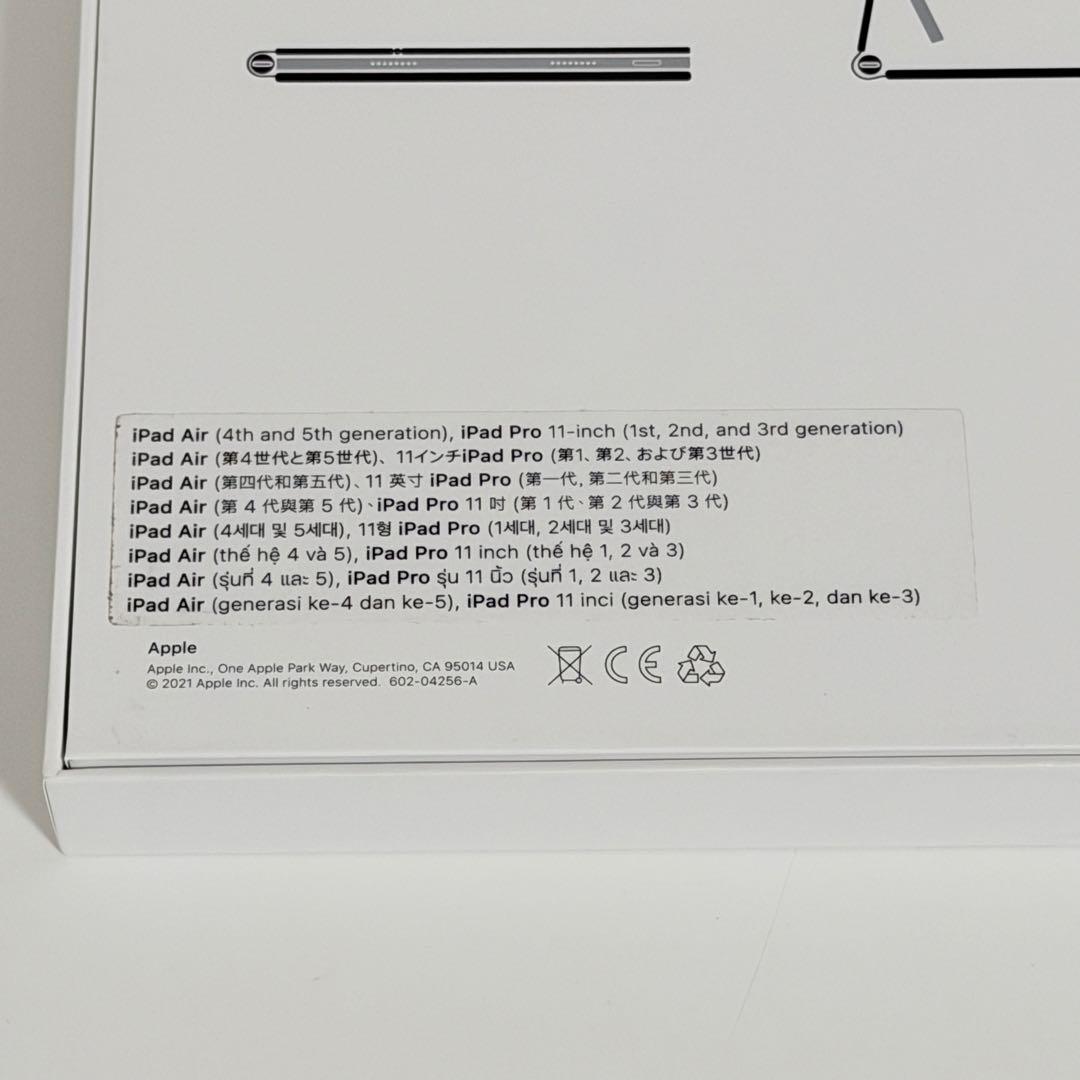 iPad Air (4th and 5th generation), iPad Pro 11-inch (1st, 2nd, and 3rd generation)
iPad Air (第4世代と第5世代)、11インチiPad Pro (第1、第2、および第3世代)
iPad Air (第四代和第五代)、11 英寸 iPad Pro (第一代, 第二代和第三代)
iPad Air (第 4 代與第 5 代)、iPad Pro 11 吋 (第 1 代、第 2 代與第 3 代)
iPad Air (4세대 및 5세대), 11형 iPad Pro (1세대, 2세대 및 3세대)
iPad Air (thế hệ 4 và 5), iPad Pro 11 inch (thế hệ 1, 2 và 3)
iPad Air (รุ่นที่ 4 และ 5), iPad Pro รุ่น 11 นิ้ว (รุ่นที่ 1, 2 และ 3)
iPad Air (generasi ke-4 dan ke-5), iPad Pro 11 inci (generasi ke-1, ke-2, dan ke-3)
Apple
Apple Inc., One Apple Park Way, Cupertino, CA 95014 USA
© 2021 Apple Inc. All rights reserved. 602-04256-A
CE